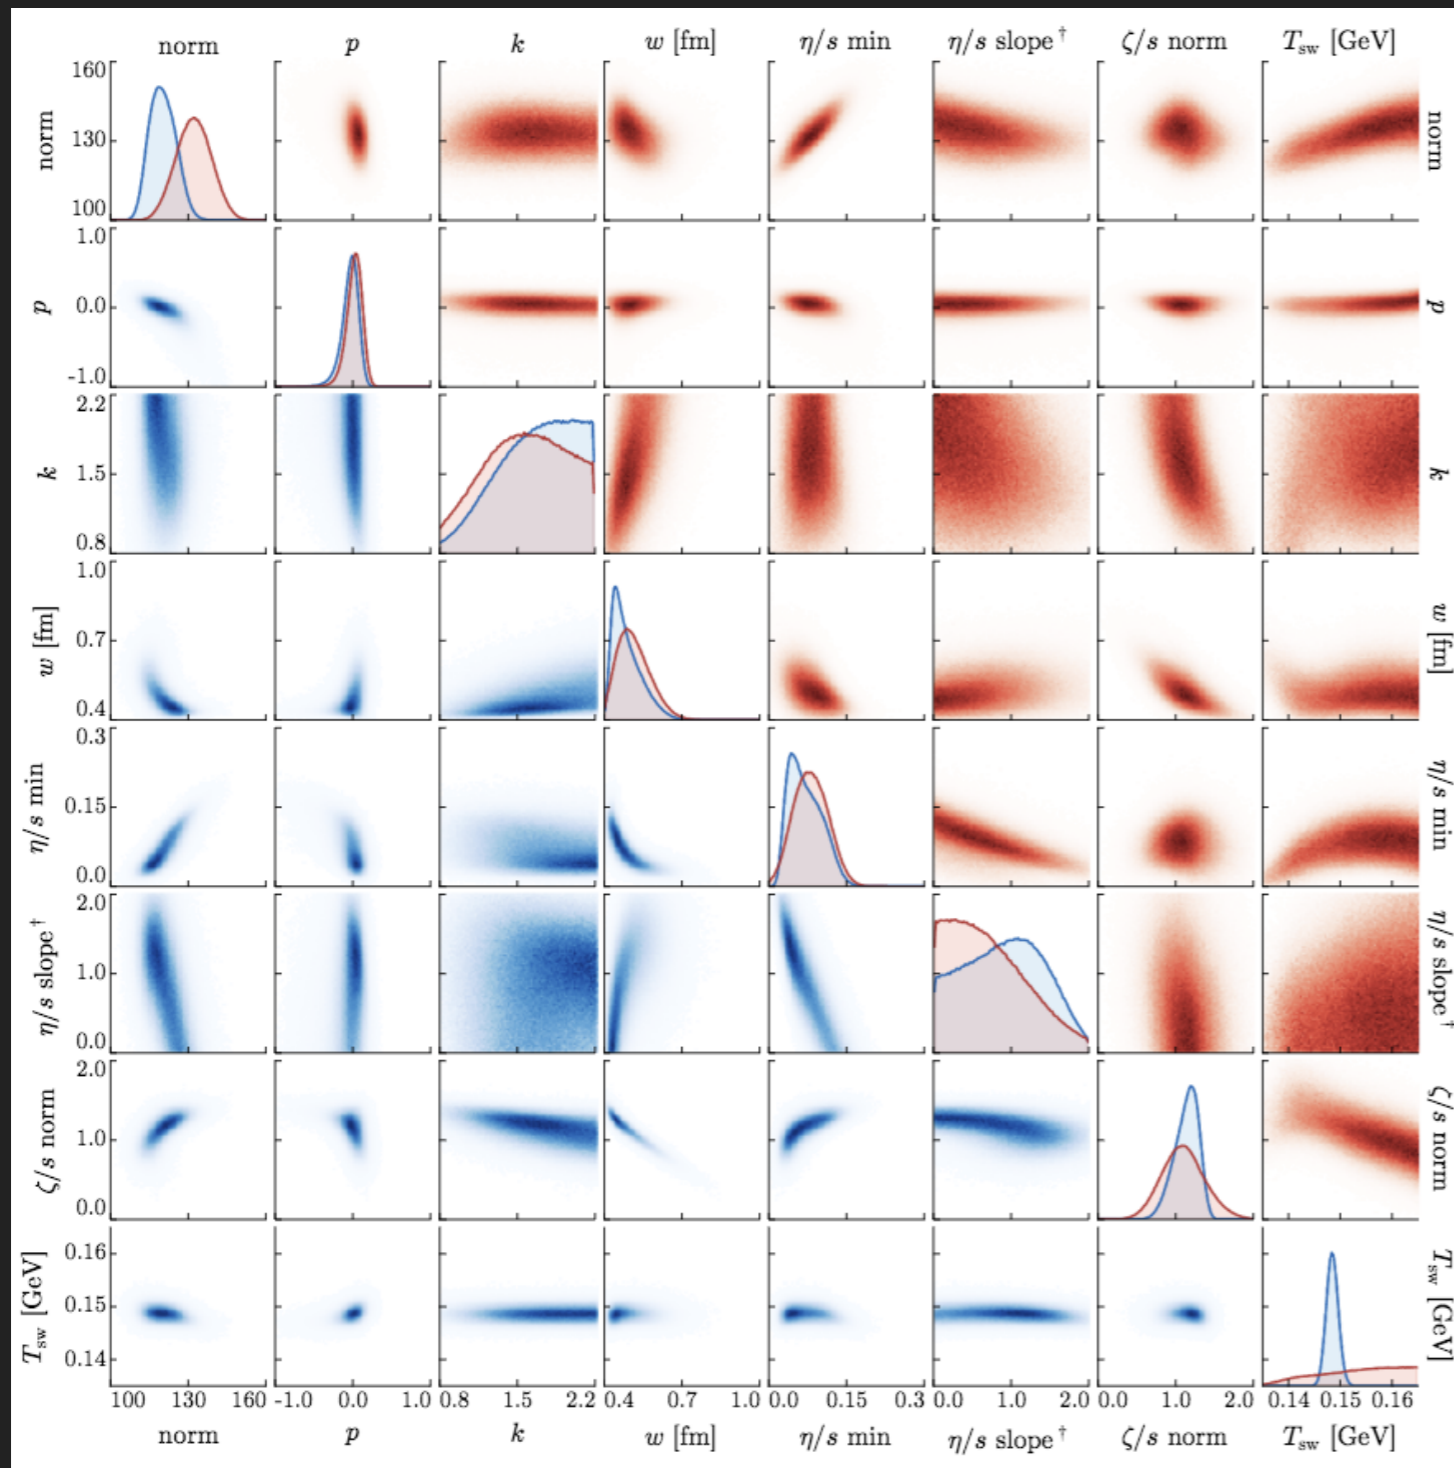 norm p k w [fm] η/s min η/s slope† ζ/s norm Tsw [GeV]
160
130
100
norm
norm
1.0
0.0
-1.0
p
p
2.2
1.5
0.8
k
k
1.0
0.7
0.4
w [fm]
w [fm]
0.3
0.15
0.0
η/s min
η/s min
2.0
1.0
0.0
η/s slope†
η/s slope†
2.0
1.0
0.0
ζ/s norm
ζ/s norm
0.16
0.15
0.14
Tsw [GeV]
Tsw [GeV]
100 130 160 -1.0 0.0 1.0 0.8 1.5 2.2 0.4 0.7 1.0 0.0 0.15 0.3 0.0 1.0 2.0 0.0 1.0 2.0 0.14 0.15 0.16
norm p k w [fm] η/s min η/s slope† ζ/s norm Tsw [GeV]